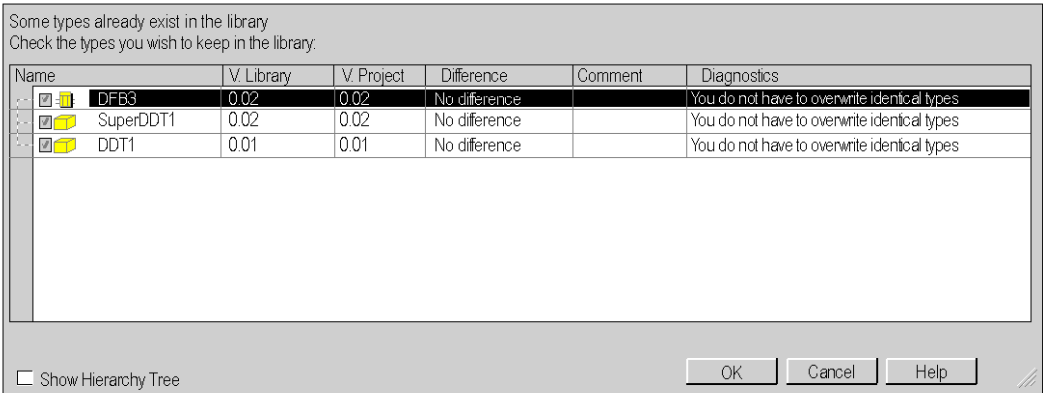 Some types already exist in the library
Check the types you wish to keep in the library:
Name V. Library V. Project Difference Comment Diagnostics
DFB3 0.02 0.02 No difference You do not have to overwrite identical types
SuperDDT1 0.02 0.02 No difference You do not have to overwrite identical types
DDT1 0.01 0.01 No difference You do not have to overwrite identical types
Show Hierarchy Tree OK Cancel Help